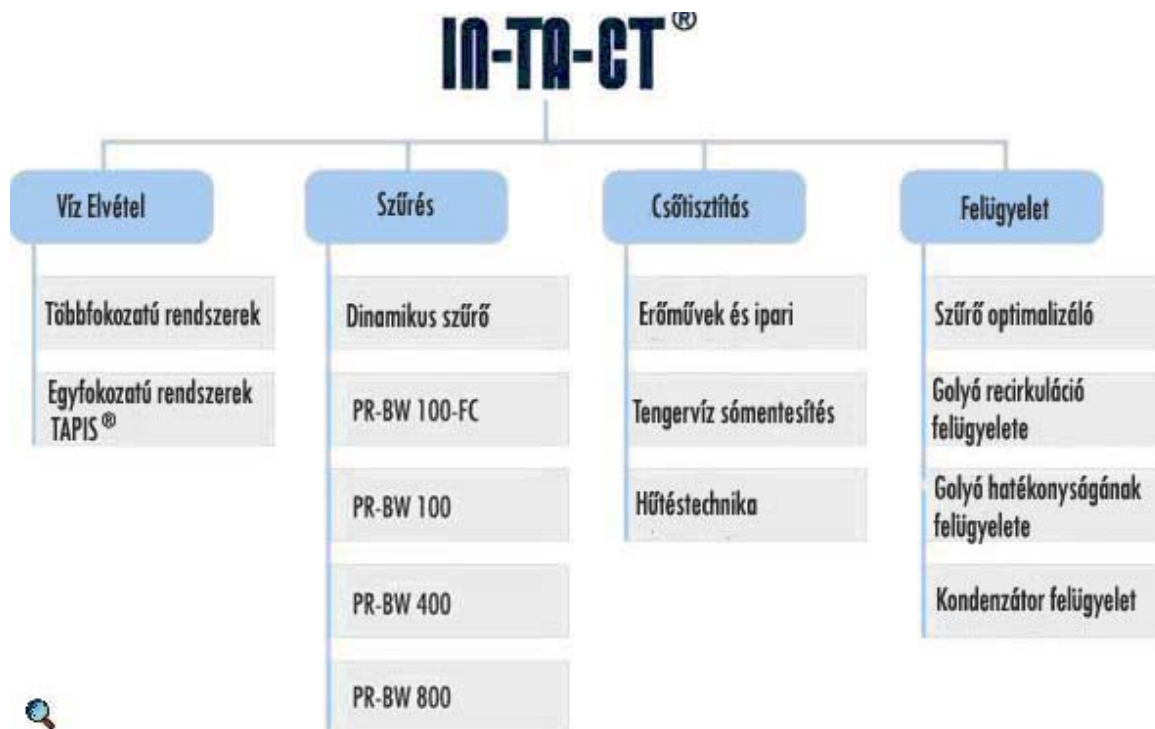 IN-TA-CT®
Víz Elvétel
Többfokozatú rendszerek
Egyfokozatú rendszerek
TAPIS®
Szűrés
Dinamikus szűrő
PR-BW 100-FC
PR-BW 100
PR-BW 400
PR-BW 800
Csőtisztítás
Erőművek és ipari
Tengervíz sómentesítés
Hűtéstechnika
Felügyelet
Szűrő optimalizáló
Golyó recirkuláció
felügyelete
Golyó hatékonyságának
felügyelete
Kondenzátor felügyelet